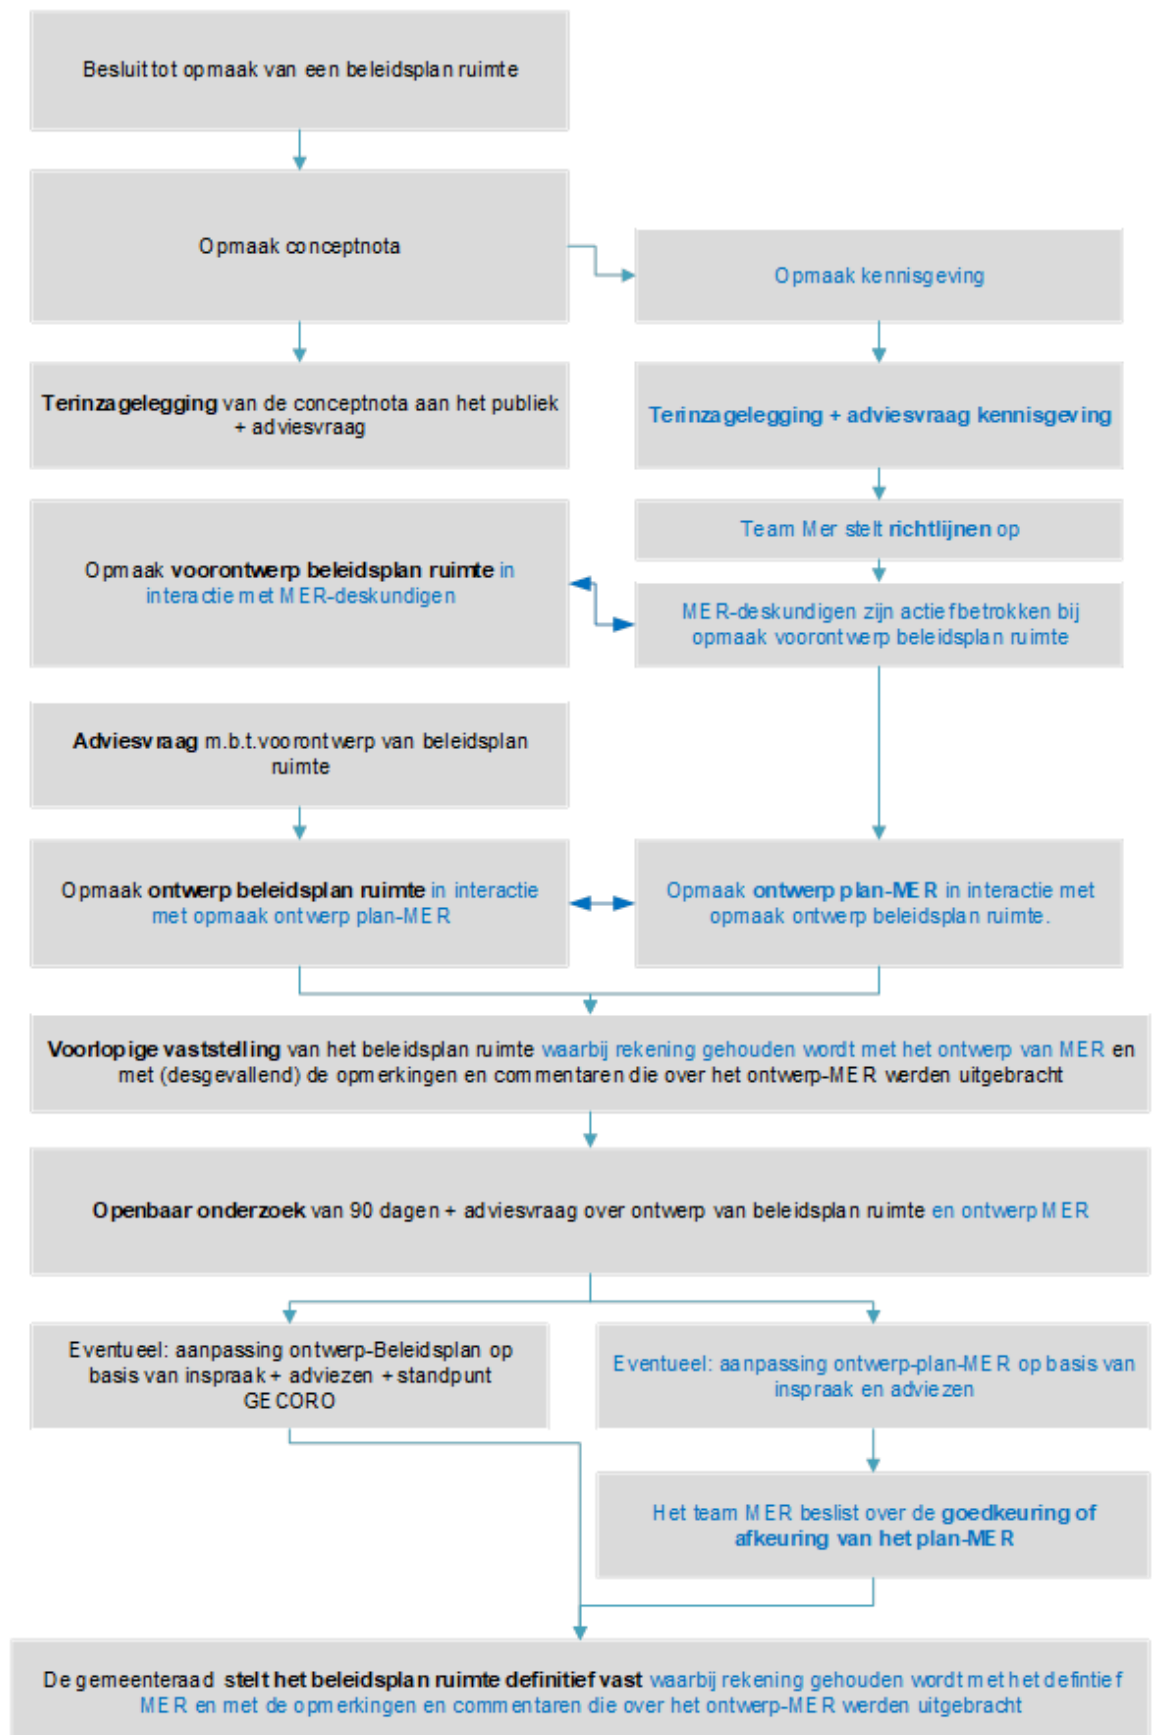 Besluit tot opmaak van een beleidsplan ruimte
Opmaak conceptnota
Opmaak kennisgeving
Terinzagelegging van de conceptnota aan het publiek
+ adviesvraag
Terinzagelegging + adviesvraag kennisgeving
Team Mer stelt richtlijnen op
Opmaak voorontwerp beleidsplan ruimte in
interactie met MER-deskundigen
MER-deskundigen zijn actief betrokken bij
opmaak voorontwerp beleidsplan ruimte
Adviesvraag m.b.t. voorontwerp van beleidsplan
ruimte
Opmaak ontwerp beleidsplan ruimte in interactie
met opmaak ontwerp plan-MER
Opmaak ontwerp plan-MER in interactie met
opmaak ontwerp beleidsplan ruimte.
Voorlopige vaststelling van het beleidsplan ruimte waarbij rekening gehouden wordt met het ontwerp van MER en
met (desgevallend) de opmerkingen en commentaren die over het ontwerp-MER werden uitgebracht
Openbaar onderzoek van 90 dagen + adviesvraag over ontwerp van beleidsplan ruimte en ontwerp MER
Eventueel: aanpassing ontwerp-Beleidsplan op
basis van inspraak + adviezen + standpunt
GECORO
Eventueel: aanpassing ontwerp-plan-MER op basis van
inspraak en adviezen
Het team MER beslist over de goedkeuring of
afkeuring van het plan-MER
De gemeenteraad stelt het beleidsplan ruimte definitief vast waarbij rekening gehouden wordt met het defintief
MER en met de opmerkingen en commentaren die over het ontwerp-MER werden uitgebracht